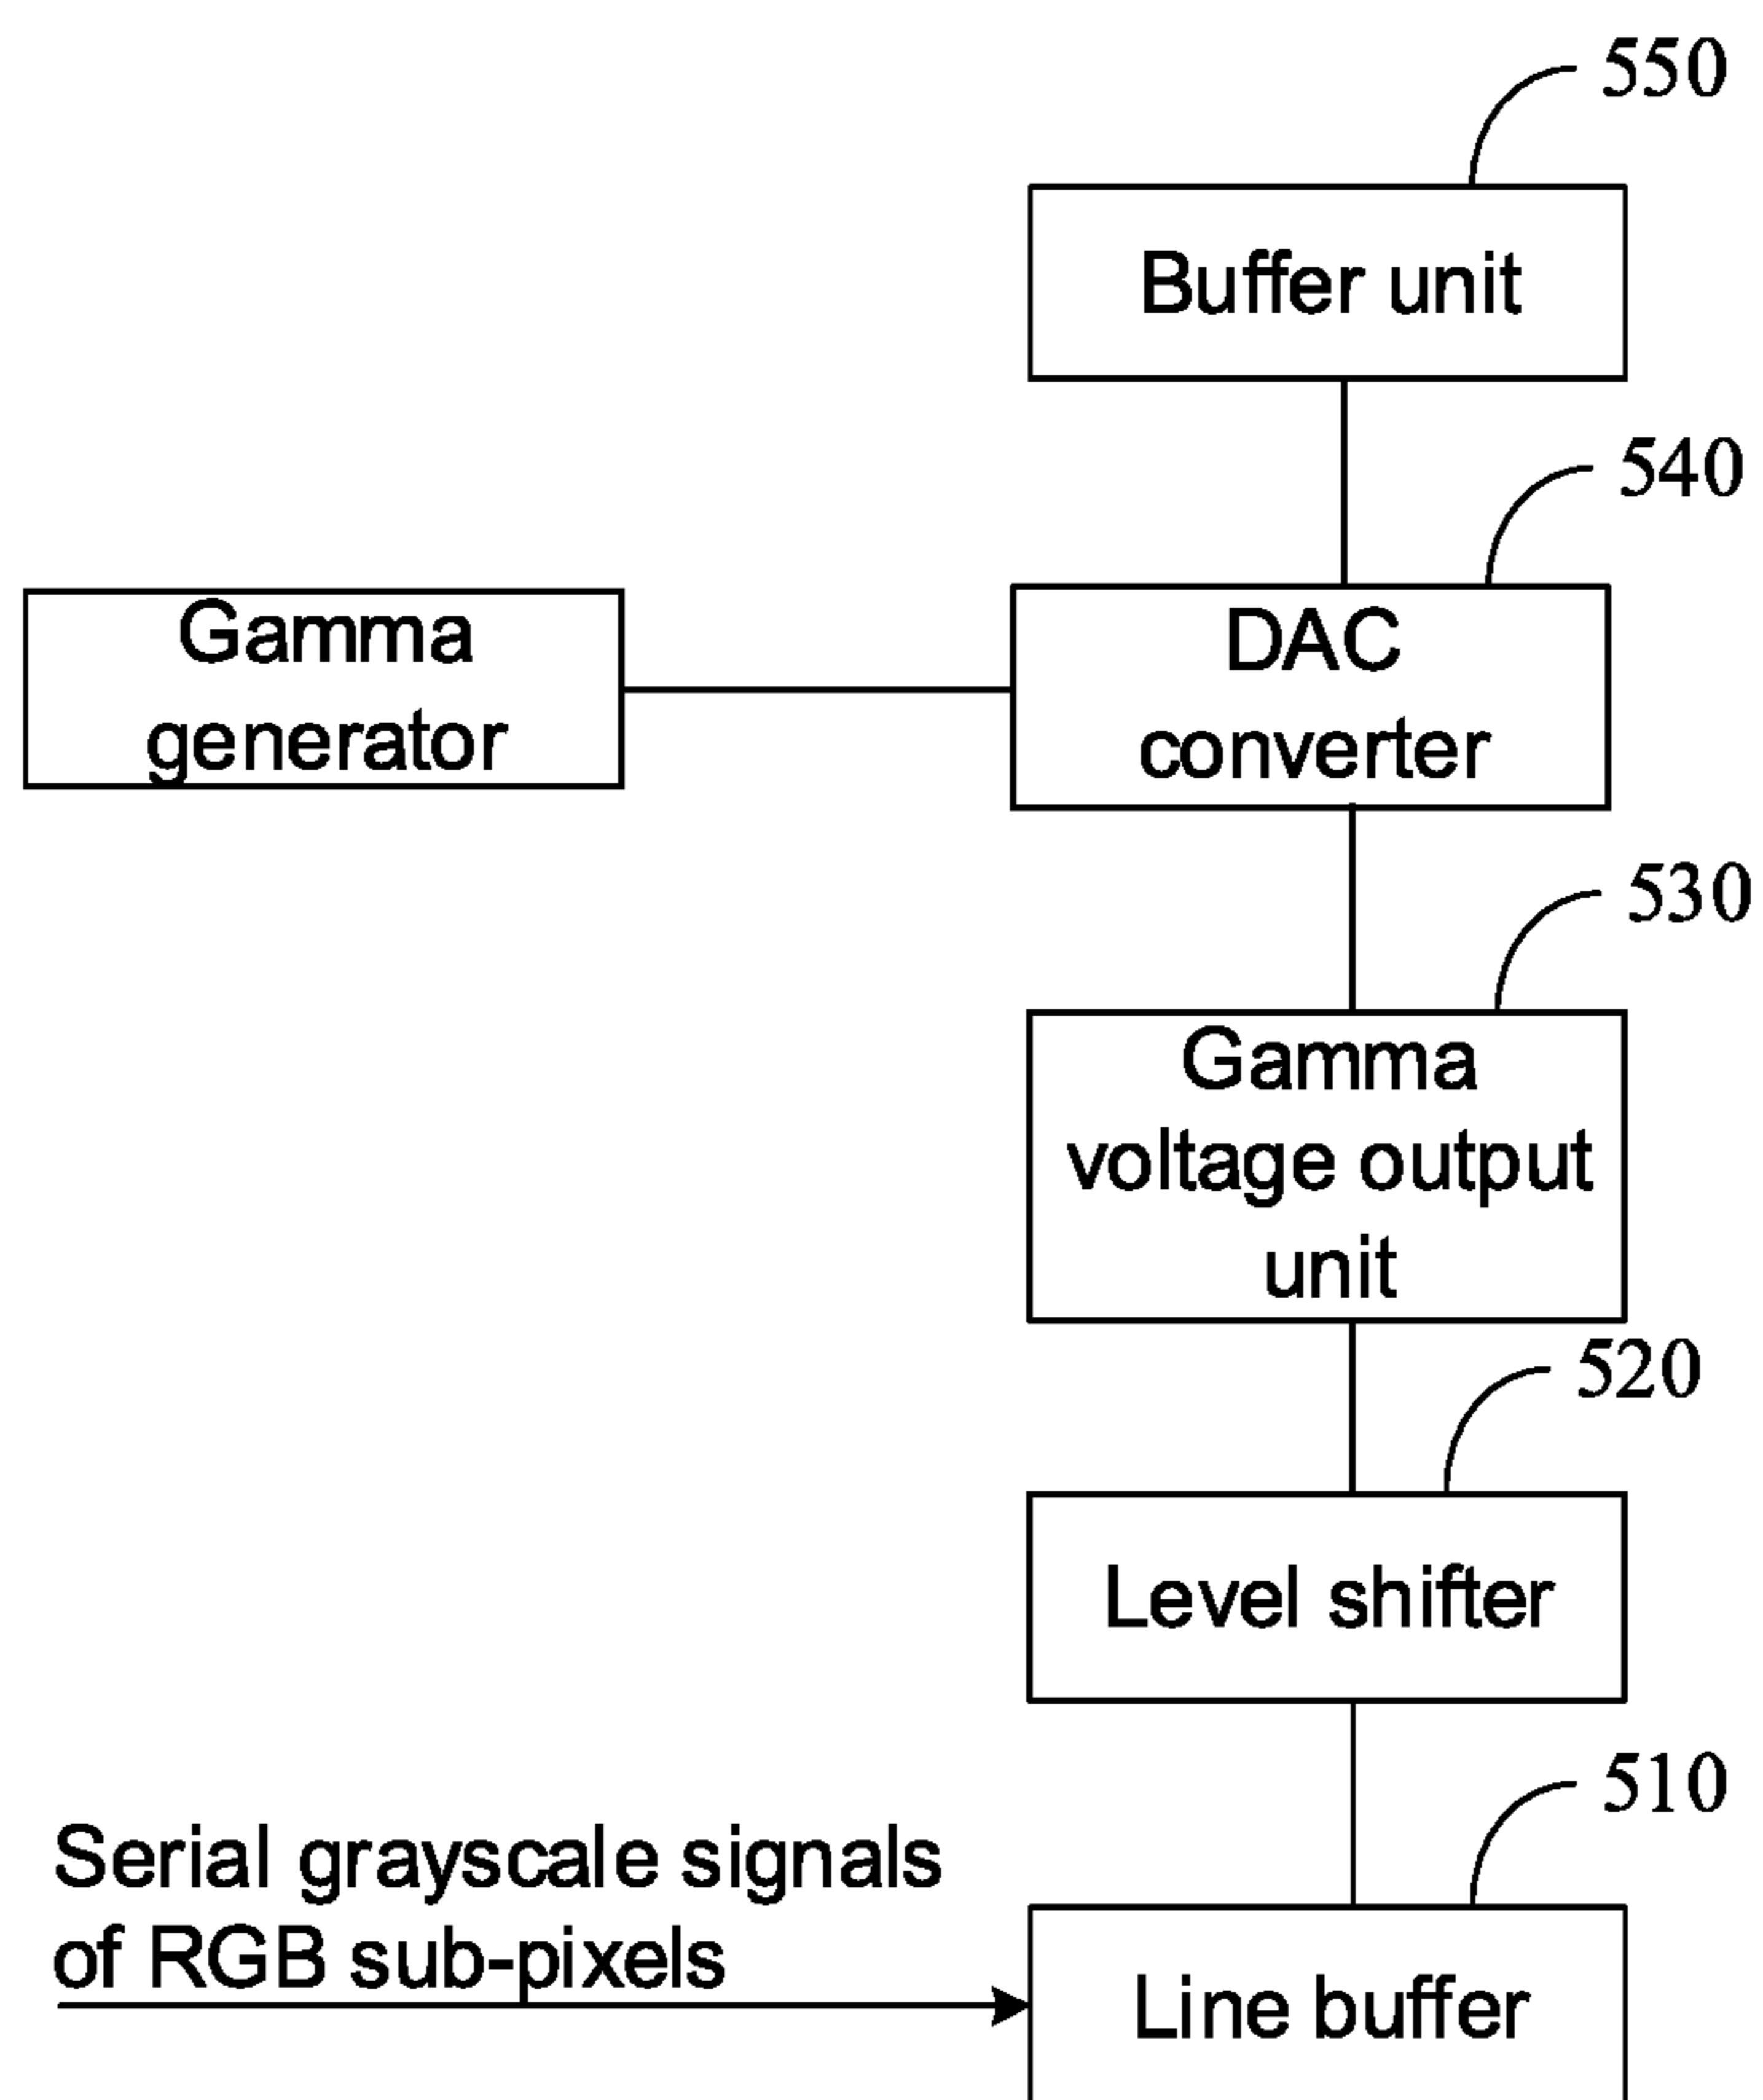 550
Buffer unit
540
Gamma
generator
DAC
converter
530
Gamma
voltage output
unit
520
Level shifter
510
Serial grayscale signals
of RGB sub-pixels
Line buffer